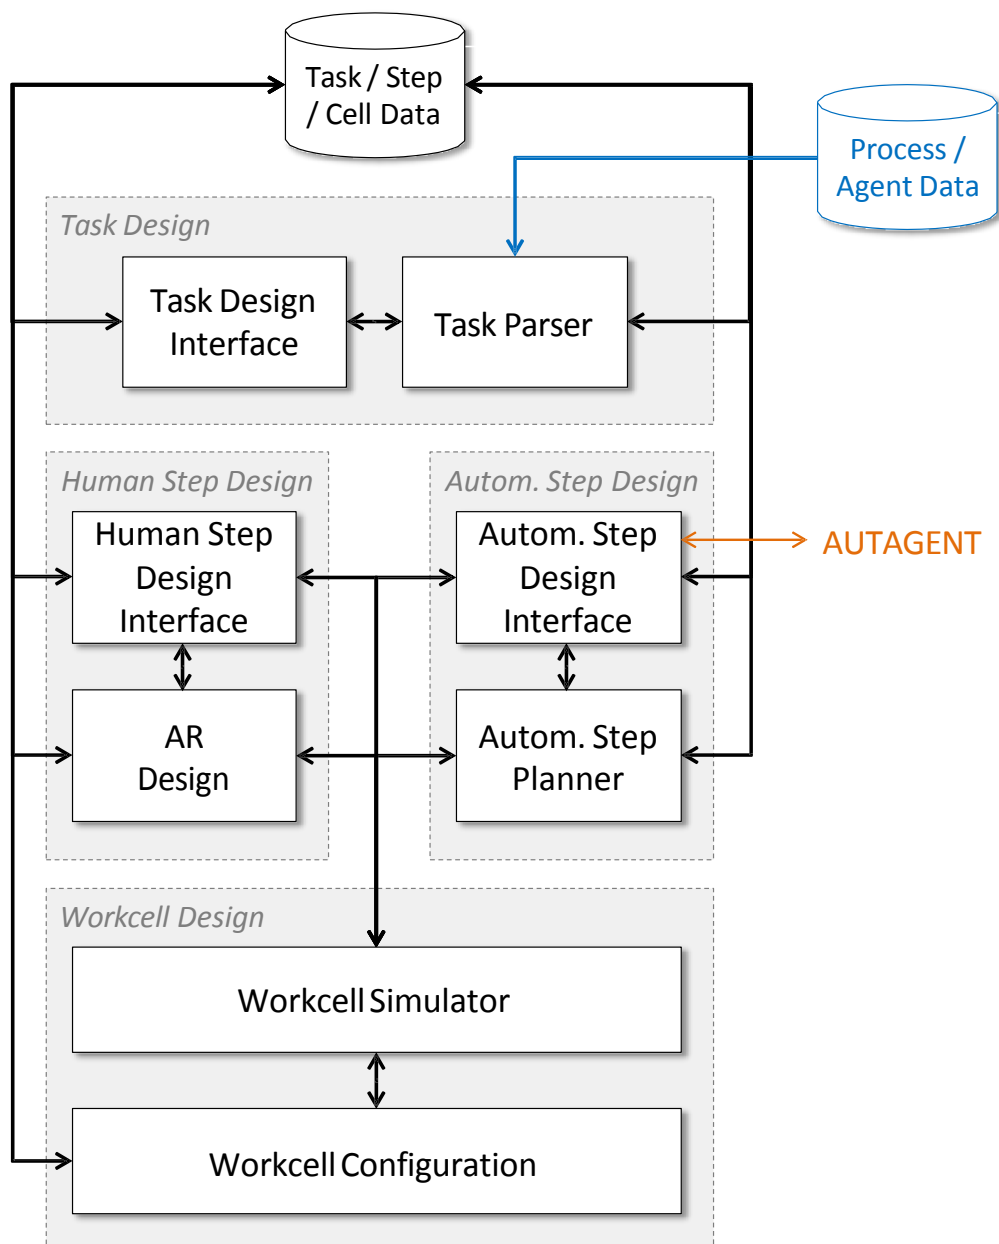 Task / Step
/ Cell Data
Process /
Agent Data
Task Design
Task Design
Interface
Task Parser
Human Step Design
Human Step
Design
Interface
AR
Design
Autom. Step Design
Autom. Step
Design
Interface
AUTAGENT
Autom. Step
Planner
Workcell Design
Workcell Simulator
Workcell Configuration